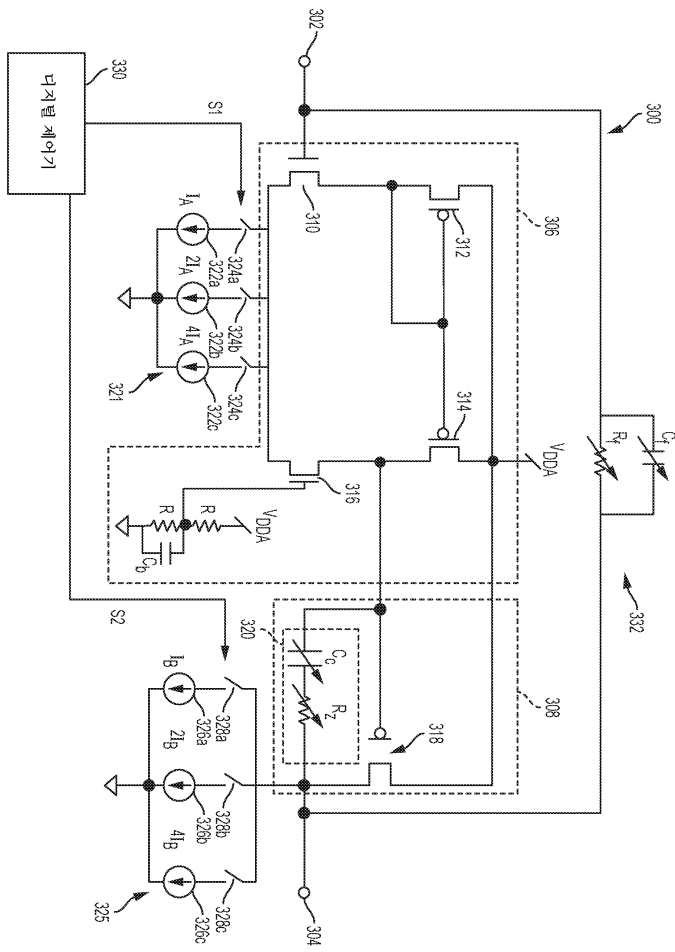 C_f
300
R_f
332
306
V_DDA
308
312
314
318
316
C_c
R_z
302
310
304
V_DDA
320
324a
324b
324c
S1
322a
322b
322c
R
R
328a
328b
328c
I_A
2I_A
4I_A
326a
326b
326c
C_b
I_B
2I_B
4I_B
330
321
S2
325
디지털 제어기